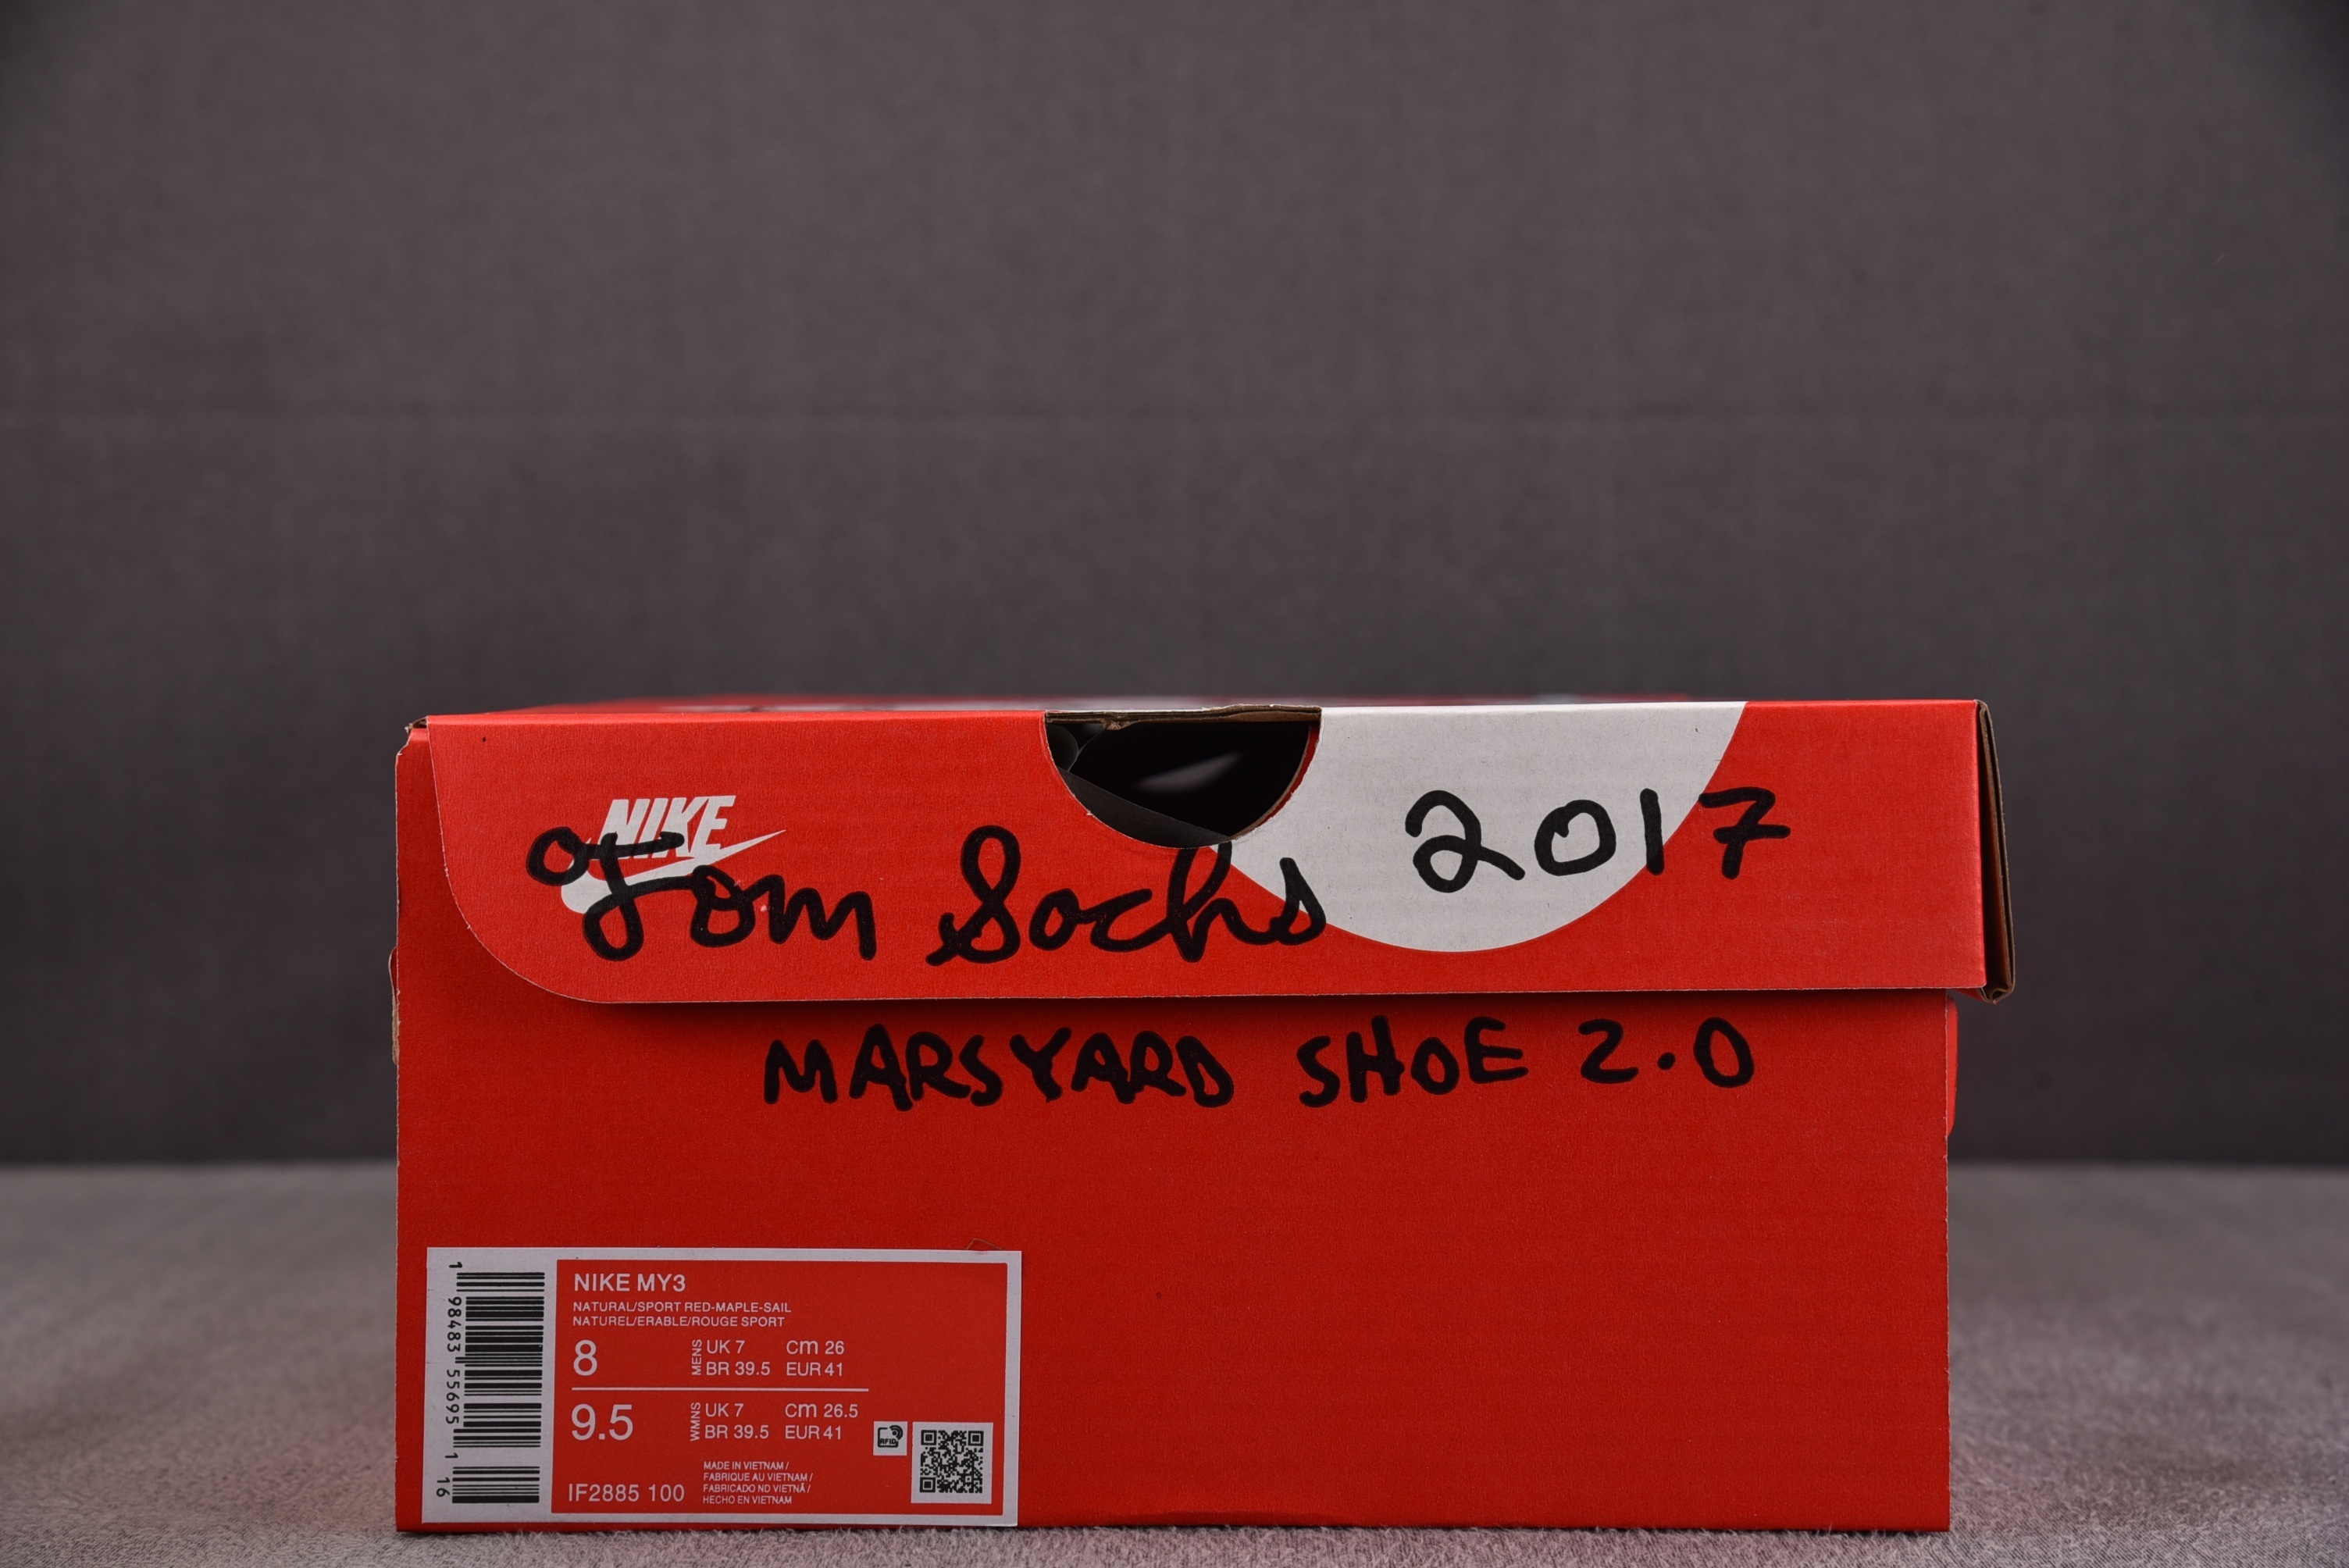 NIKE
Tom Sachs 2017
MARSYARD SHOE 2.0
NIKE MY3
NATURAL/SPORT RED-MAPLE-SAIL
NATUREL/ERABLE/ROUGE SPORT
8 MENS UK 7 cm 26
BR 39.5 EUR 41
9.5 WMNS UK 7 cm 26.5
BR 39.5 EUR 41
RFID
MADE IN VIETNAM /
FABRIQUE AU VIETNAM /
FABRICADO NO VIETNÃ /
HECHO EN VIETNAM
IF2885 100
1 98483 55695 1 16